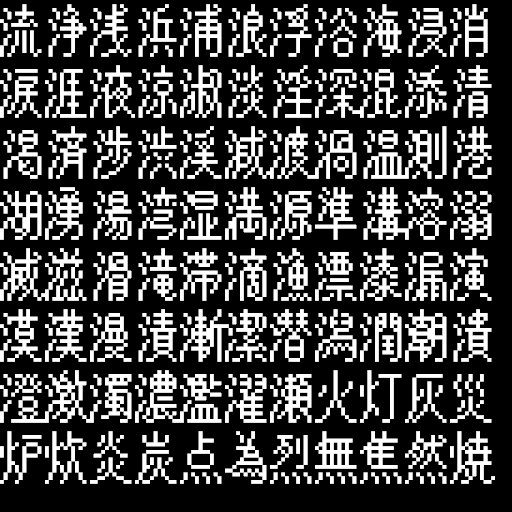 流浄浅浜浦浪浮浴海浸消
涙涯液涼淑淡淫深混添清
渇済渉渋渓減渡渦温測港
湖湧湯湾湿満源準溝溶溺
滅滋滑滝滞滴漁漂漆漏演
漠漢漫漬漸潔潜潟潤潮潰
澄激濁濃濫濯瀬火灯灰災
炉炊炎炭点為烈無焦然焼